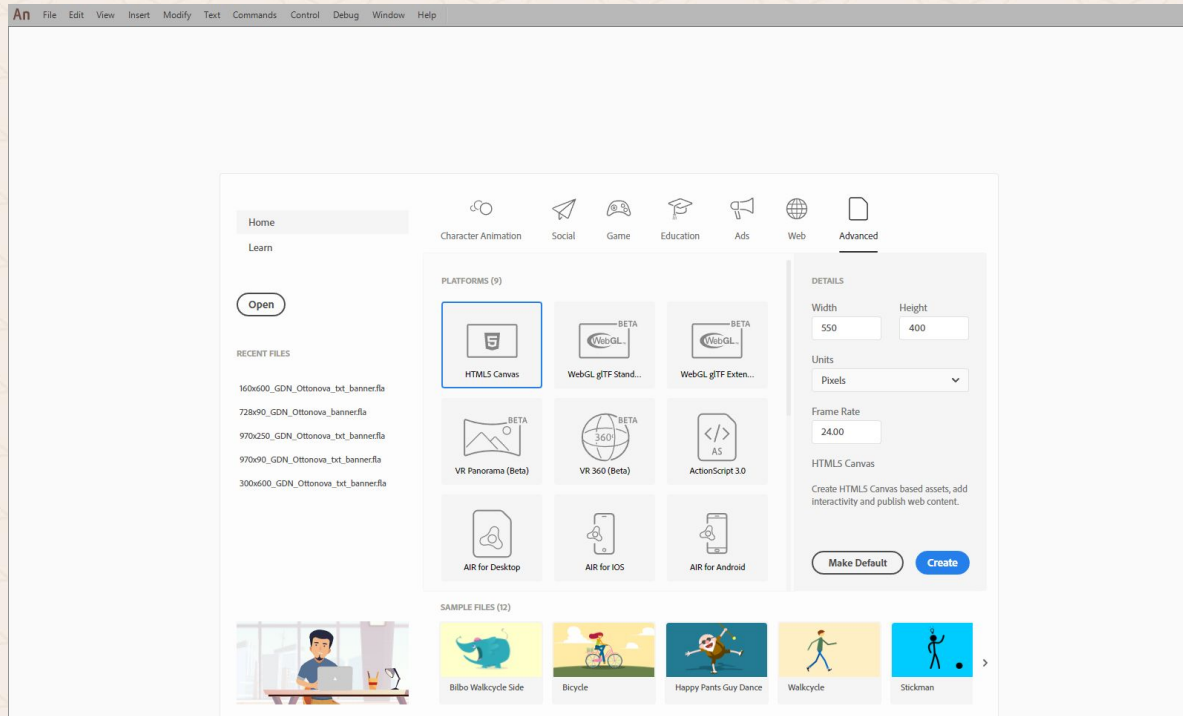 An File Edit View Insert Modify Text Commands Control Debug Window Help
Home
Learn
Open
RECENT FILES
160x600_GDN_Ottonova_txt_banner.fla
728x90_GDN_Ottonova_banner.fla
970x250_GDN_Ottonova_txt_banner.fla
970x90_GDN_Ottonova_txt_banner.fla
300x600_GDN_Ottonova_txt_banner.fla
Character Animation Social Game Education Ads Web Advanced
PLATFORMS (9)
HTML5 Canvas
BETA
WebGL
WebGL glTF Stand...
BETA
WebGL
WebGL glTF Exten...
BETA
VR Panorama (Beta)
BETA
360°
VR 360 (Beta)
</>
AS
ActionScript 3.0
AIR for Desktop
AIR for IOS
AIR for Android
DETAILS
Width Height
550 400
Units
Pixels
Frame Rate
24.00
HTML5 Canvas
Create HTML5 Canvas based assets, add
interactivity and publish web content.
Make Default Create
SAMPLE FILES (12)
Bilbo Walkcycle Side Bicycle Happy Pants Guy Dance Walkcycle Stickman